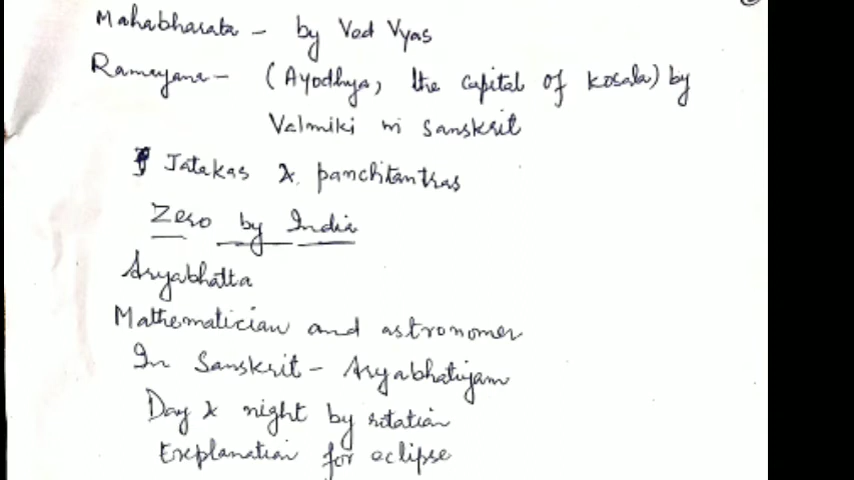 Mahabharata - by Ved Vyas
Ramayana - (Ayodhya, the capital of Kosala) by
Valmiki in Sanskrit
Jatakas & panchtantras
Zero by India
Aryabhatta
Mathematician and astronomer
In Sanskrit - Aryabhatiyam
Day & night by rotation
Explanation for eclipse